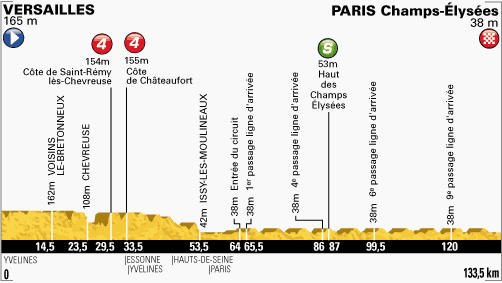 VERSAILLES
165 m
PARIS Champs-Élysées
38 m
4
154m
Côte de Saint-Rémy
lès-Chevreuse
4
155m
Côte
de Châteaufort
S
53m
Haut
des
Champs
Élysées
162m VOISINS
LE-BRETONNEUX
108m CHEVREUSE
42m ISSY-LES-MOULINEAUX
38m Entrée du circuit
38m 1er passage ligne d'arrivée
38m 4e passage ligne d'arrivée
38m 6e passage ligne d'arrivée
38m 9e passage ligne d'arrivée
14,5 23,5 29,5 33,5 53,5 64 65,5 86 87 99,5 120
YVELINES
|ESSONNE
|YVELINES
|HAUTS-DE-SEINE
|PARIS
0
133,5 km